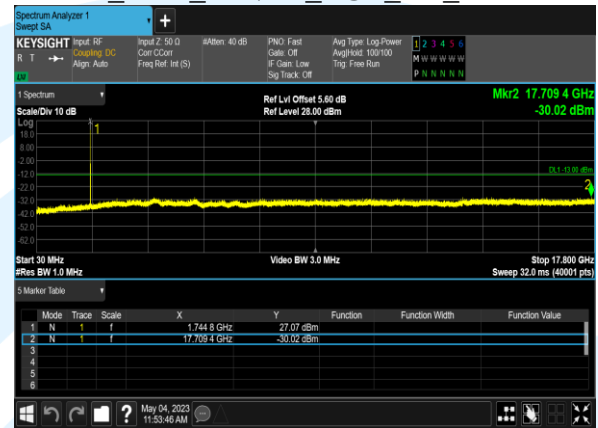 Spectrum Analyzer 1
Swept SA
+
KEYSIGHT Input: RF Input Z: 50 Ω #Atten: 40 dB PNO: Fast Avg Type: Log-Power 1 2 3 4 5 6
R T Coupling: DC Corr CCorr Gate: Off Avg|Hold: 100/100 M W W W W W
Align: Auto Freq Ref: Int (S) IF Gain: Low Trig: Free Run
Sig Track: Off P N N N N N
LXI
1 Spectrum Ref Lvl Offset 5.60 dB Mkr2 17.709 4 GHz
Scale/Div 10 dB Ref Level 28.00 dBm -30.02 dBm
Log
18.0
8.00
-2.00
-12.0
-22.0
-32.0
-42.0
-52.0
-62.0
1
DL1 -13.00 dBm
2
Start 30 MHz Video BW 3.0 MHz Stop 17.800 GHz
#Res BW 1.0 MHz Sweep 32.0 ms (40001 pts)
5 Marker Table
Mode Trace Scale X Y Function Function Width Function Value
1 N 1 f 1.744 8 GHz 27.07 dBm
2 N 1 f 17.709 4 GHz -30.02 dBm
3
4
5
6
? May 04, 2023
11:53:46 AM